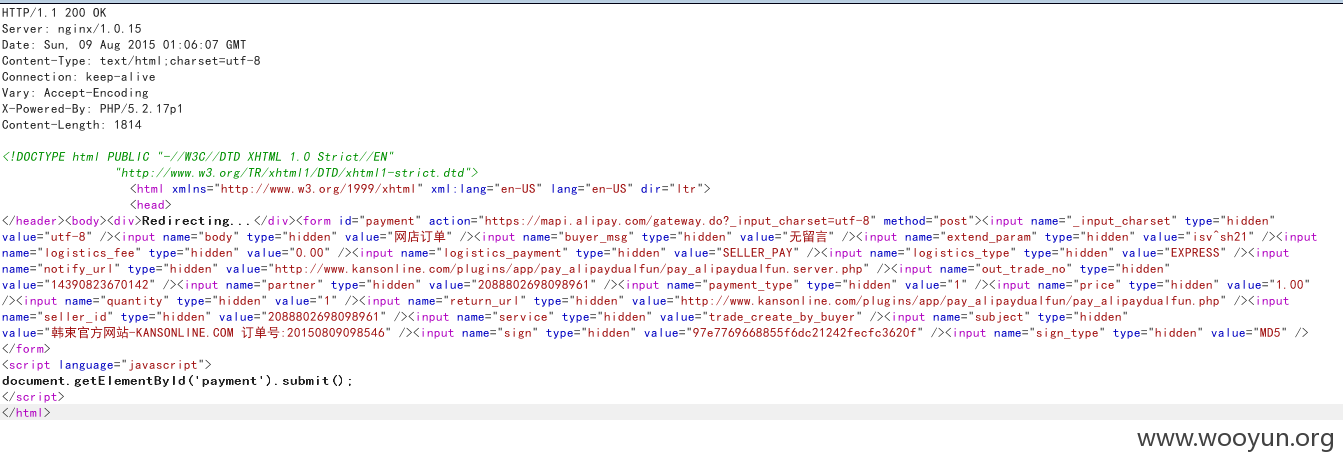 HTTP/1.1 200 OK
Server: nginx/1.0.15
Date: Sun, 09 Aug 2015 01:06:07 GMT
Content-Type: text/html;charset=utf-8
Connection: keep-alive
Vary: Accept-Encoding
X-Powered-By: PHP/5.2.17p1
Content-Length: 1814
<!DOCTYPE html PUBLIC "-//W3C//DTD XHTML 1.0 Strict//EN"
"http://www.w3.org/TR/xhtml1/DTD/xhtml1-strict.dtd">
<html xmlns="http://www.w3.org/1999/xhtml" xml:lang="en-US" lang="en-US" dir="ltr">
<head>
</header><body><div>Redirecting...</div><form id="payment" action="https://mapi.alipay.com/gateway.do?_input_charset=utf-8" method="post"><input name="_input_charset" type="hidden"
value="utf-8" /><input name="body" type="hidden" value="网店订单" /><input name="buyer_msg" type="hidden" value="无留言" /><input name="extend_param" type="hidden" value="isv^sh21" /><input
name="logistics_fee" type="hidden" value="0.00" /><input name="logistics_payment" type="hidden" value="SELLER_PAY" /><input name="logistics_type" type="hidden" value="EXPRESS" /><input
name="notify_url" type="hidden" value="http://www.kansonline.com/plugins/app/pay_alipaydualfun/pay_alipaydualfun.server.php" /><input name="out_trade_no" type="hidden"
value="14390823670142" /><input name="partner" type="hidden" value="2088802698098961" /><input name="payment_type" type="hidden" value="1" /><input name="price" type="hidden" value="1.00"
/><input name="quantity" type="hidden" value="1" /><input name="return_url" type="hidden" value="http://www.kansonline.com/plugins/app/pay_alipaydualfun/pay_alipaydualfun.php" /><input
name="seller_id" type="hidden" value="2088802698098961" /><input name="service" type="hidden" value="trade_create_by_buyer" /><input name="subject" type="hidden"
value="韩束官方网站-KANSONLINE.COM 订单号:20150809098546" /><input name="sign" type="hidden" value="97e7769668855f6dc21242fecfc3620f" /><input name="sign_type" type="hidden" value="MD5" />
</form>
<script language="javascript">
document.getElementById('payment').submit();
</script>
</html>
www.wooyun.org